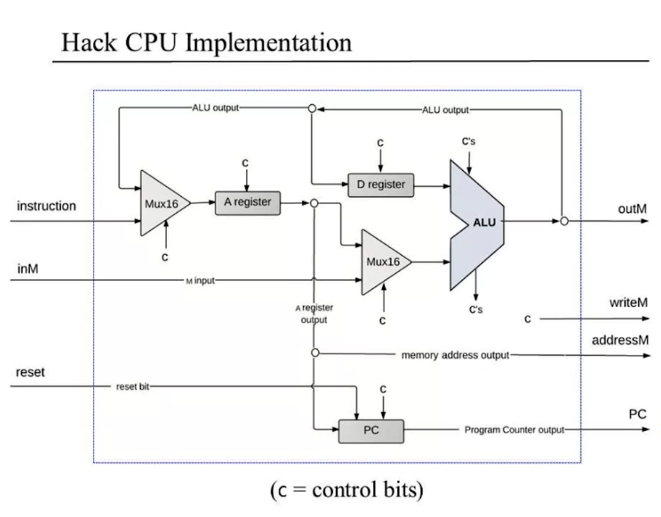 Hack CPU Implementation
ALU output
ALU output
C
C's
C
D register
instruction
Mux16
A register
ALU
outM
C
inM
Mux16
M input
A register
output
C
C's
C
writeM
addressM
memory address output
reset
reset bit
C
PC
PC
Program Counter output
(c = control bits)